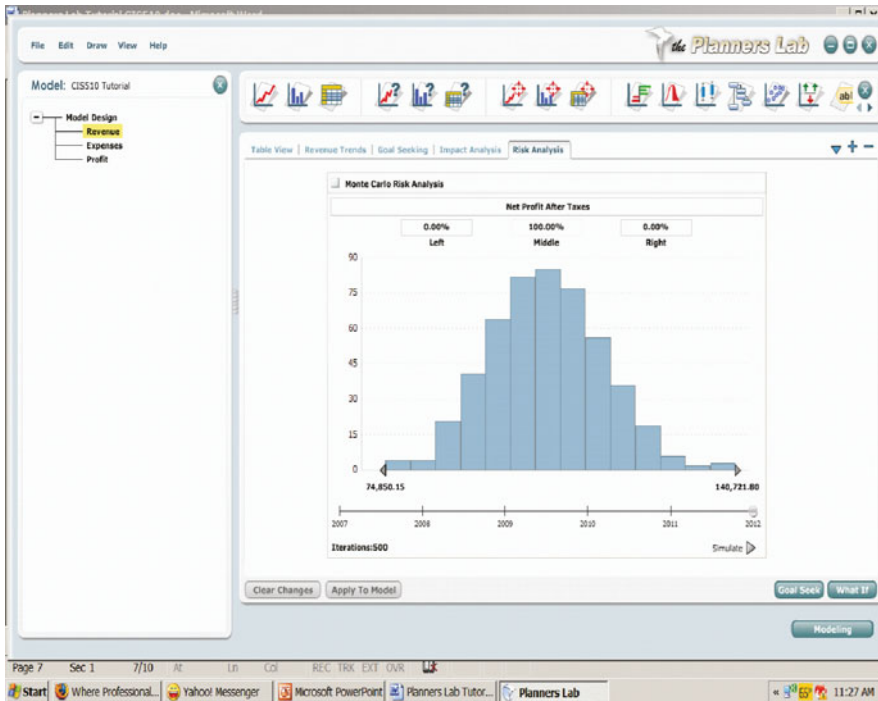 File Edit Draw View Help
the Planners Lab
Model: CIS510 Tutorial
Model Design
Revenue
Expenses
Profit
abl
Table View | Revenue Trends | Goal Seeking | Impact Analysis | Risk Analysis
Monte Carlo Risk Analysis
Net Profit After Taxes
0.00% 100.00% 0.00%
Left Middle Right
90
75
60
45
30
15
0
74,850.15 140,721.80
2007 2008 2009 2010 2011 2012
Iterations:500 Simulate
Clear Changes Apply To Model Goal Seek What If
Modeling
Page 7 Sec 1 7/10 At Ln Col REC TRK EXT OVR
Start Where Professional... Yahoo! Messenger Microsoft PowerPoint Planners Lab Tutor... Planners Lab « 65° 11:27 AM